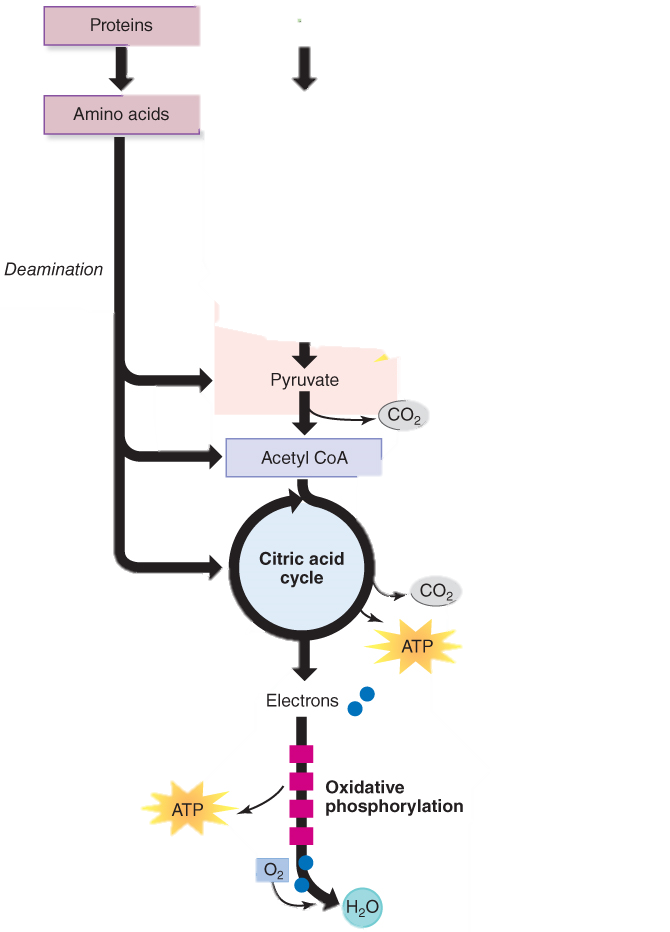 Proteins
Amino acids
Deamination
Pyruvate
CO₂
Acetyl CoA
Citric acid
cycle
CO₂
ATP
Electrons
Oxidative
phosphorylation
ATP
O₂
H₂O